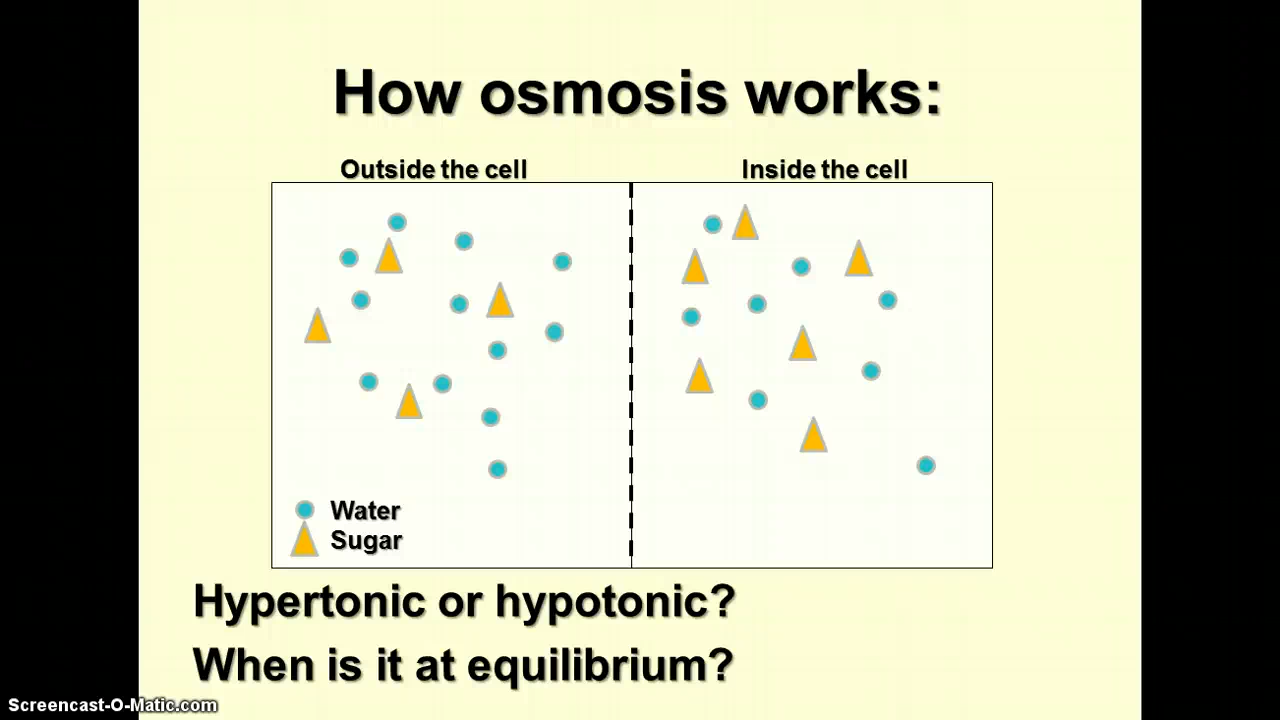 How osmosis works:
Outside the cell
Inside the cell
Water
Sugar
Hypertonic or hypotonic?
When is it at equilibrium?
Screencast-O-Matic.com